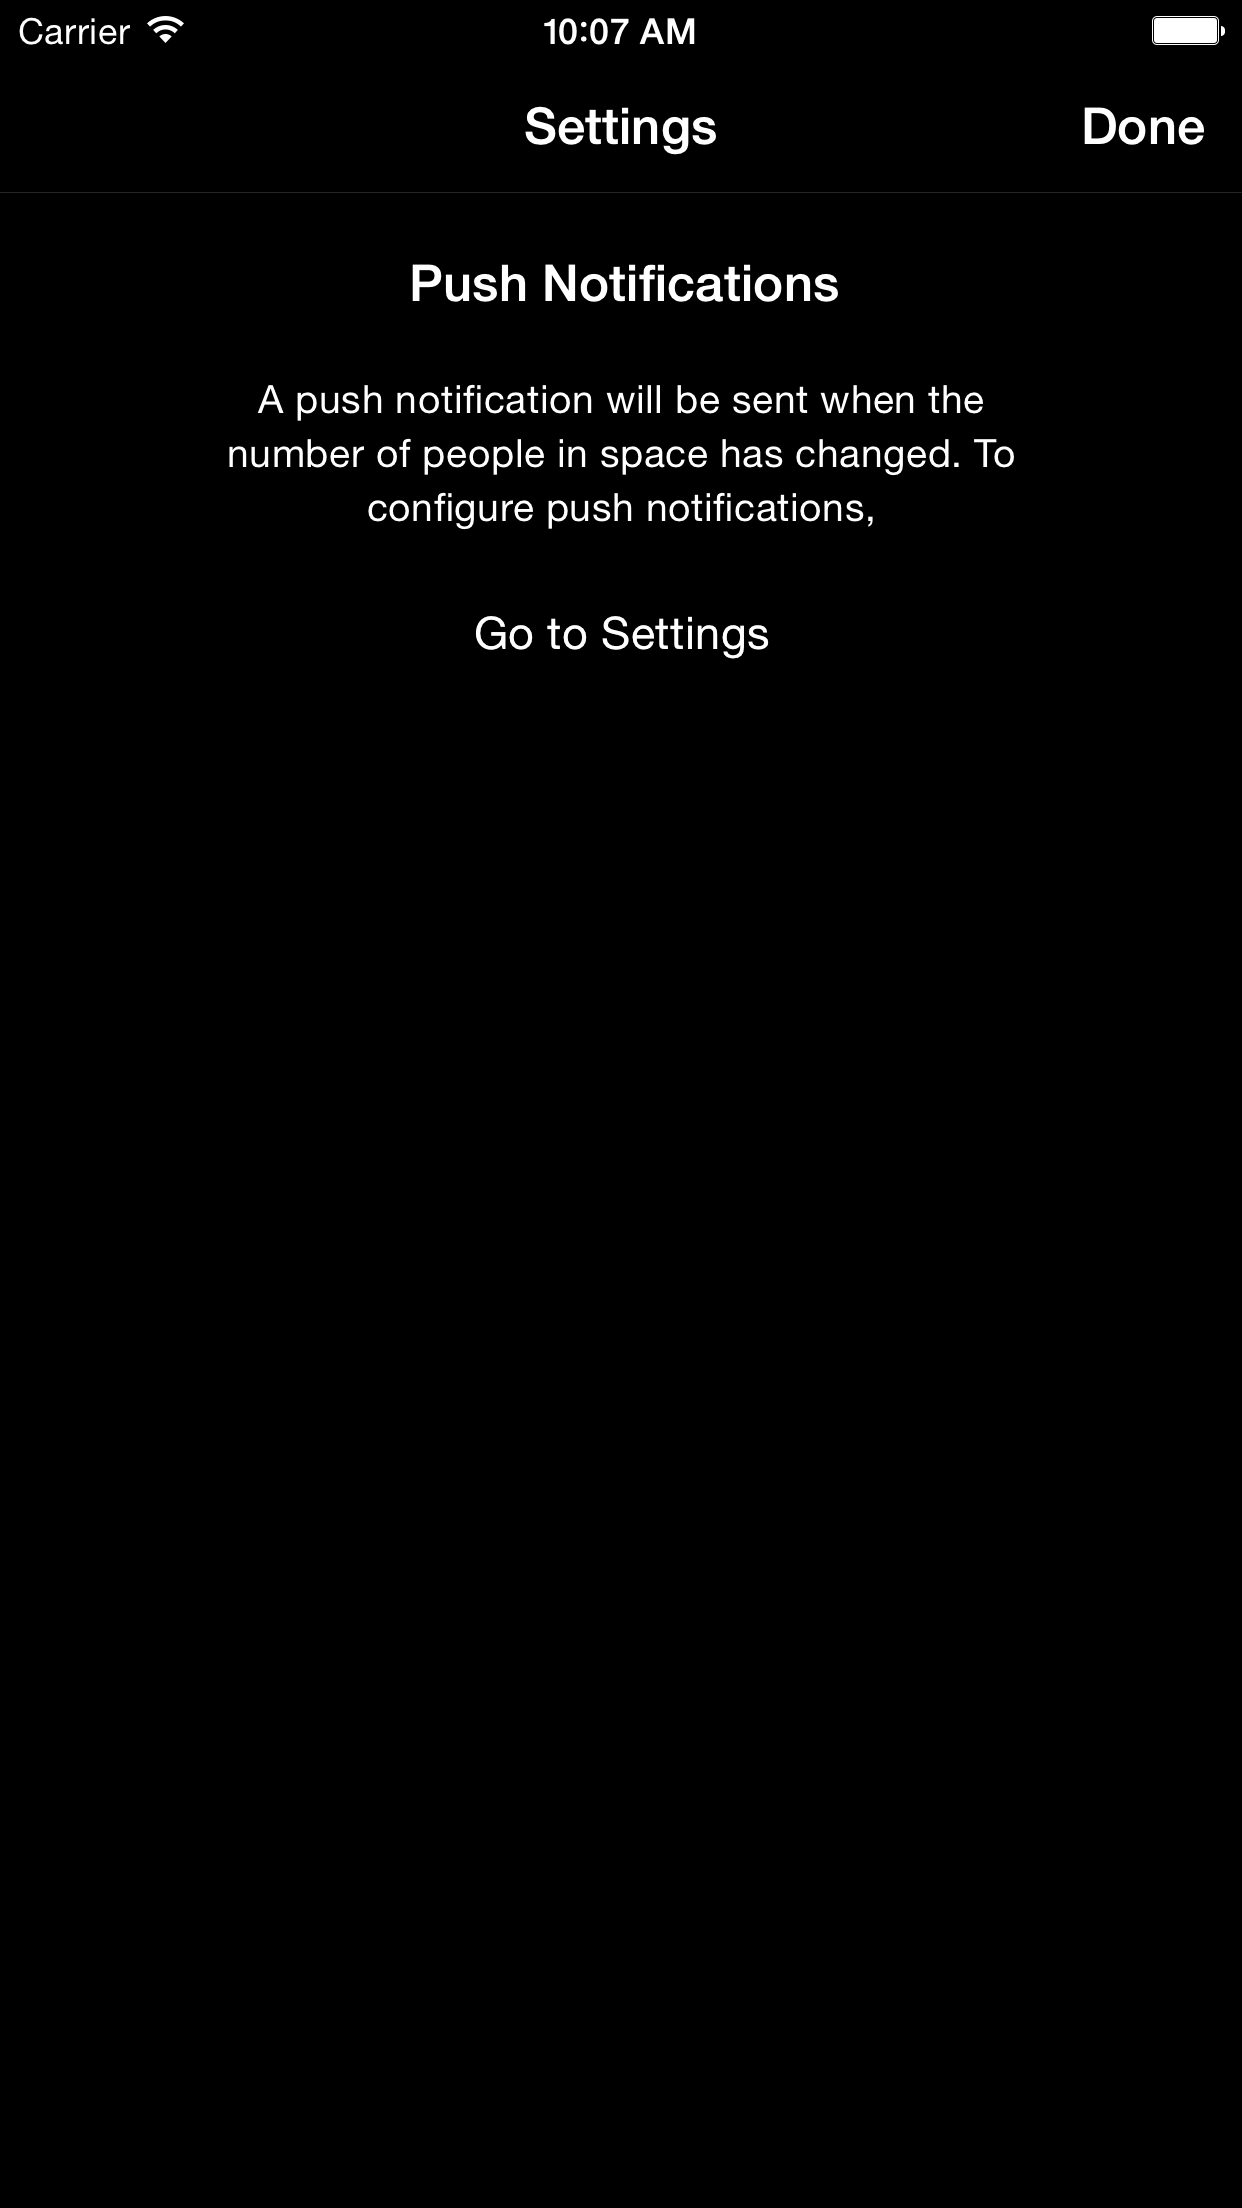 Carrier
10:07 AM
Settings
Done
Push Notifications
A push notification will be sent when the
number of people in space has changed. To
configure push notifications,
Go to Settings